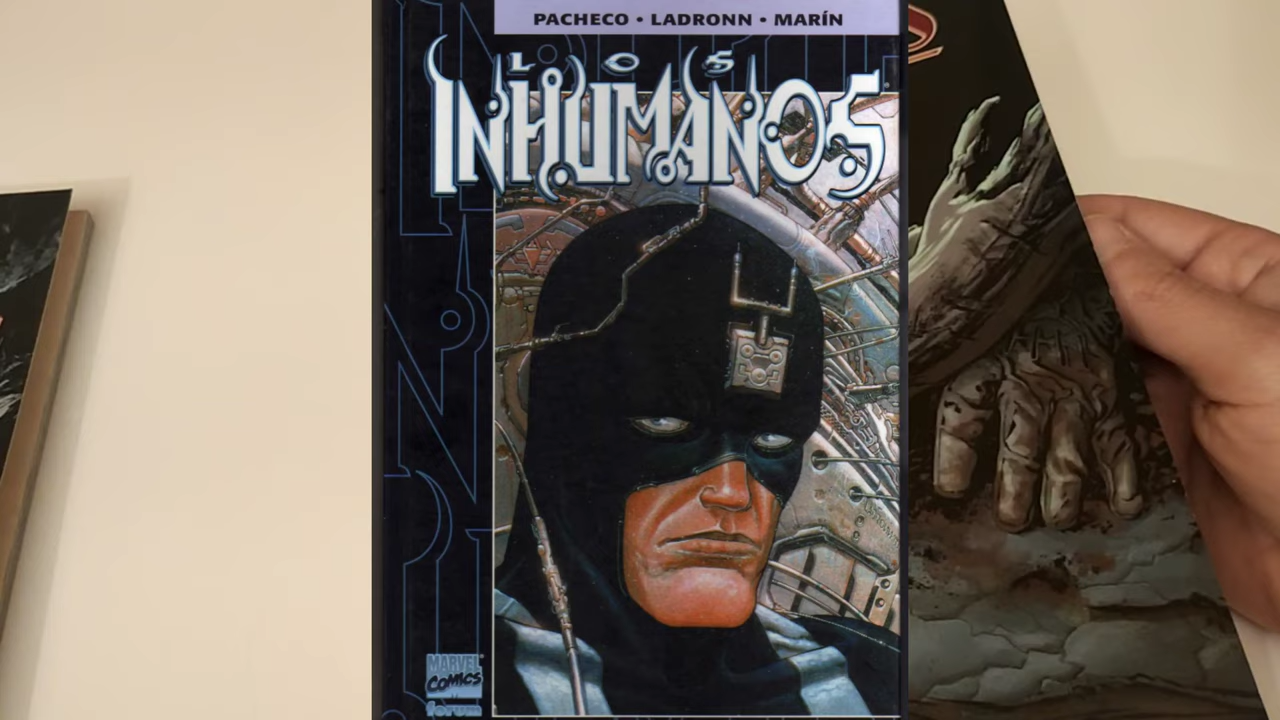 PACHECO • LADRONN • MARÍN
LOS
INHUMANOS
MARVEL
COMICS
forum